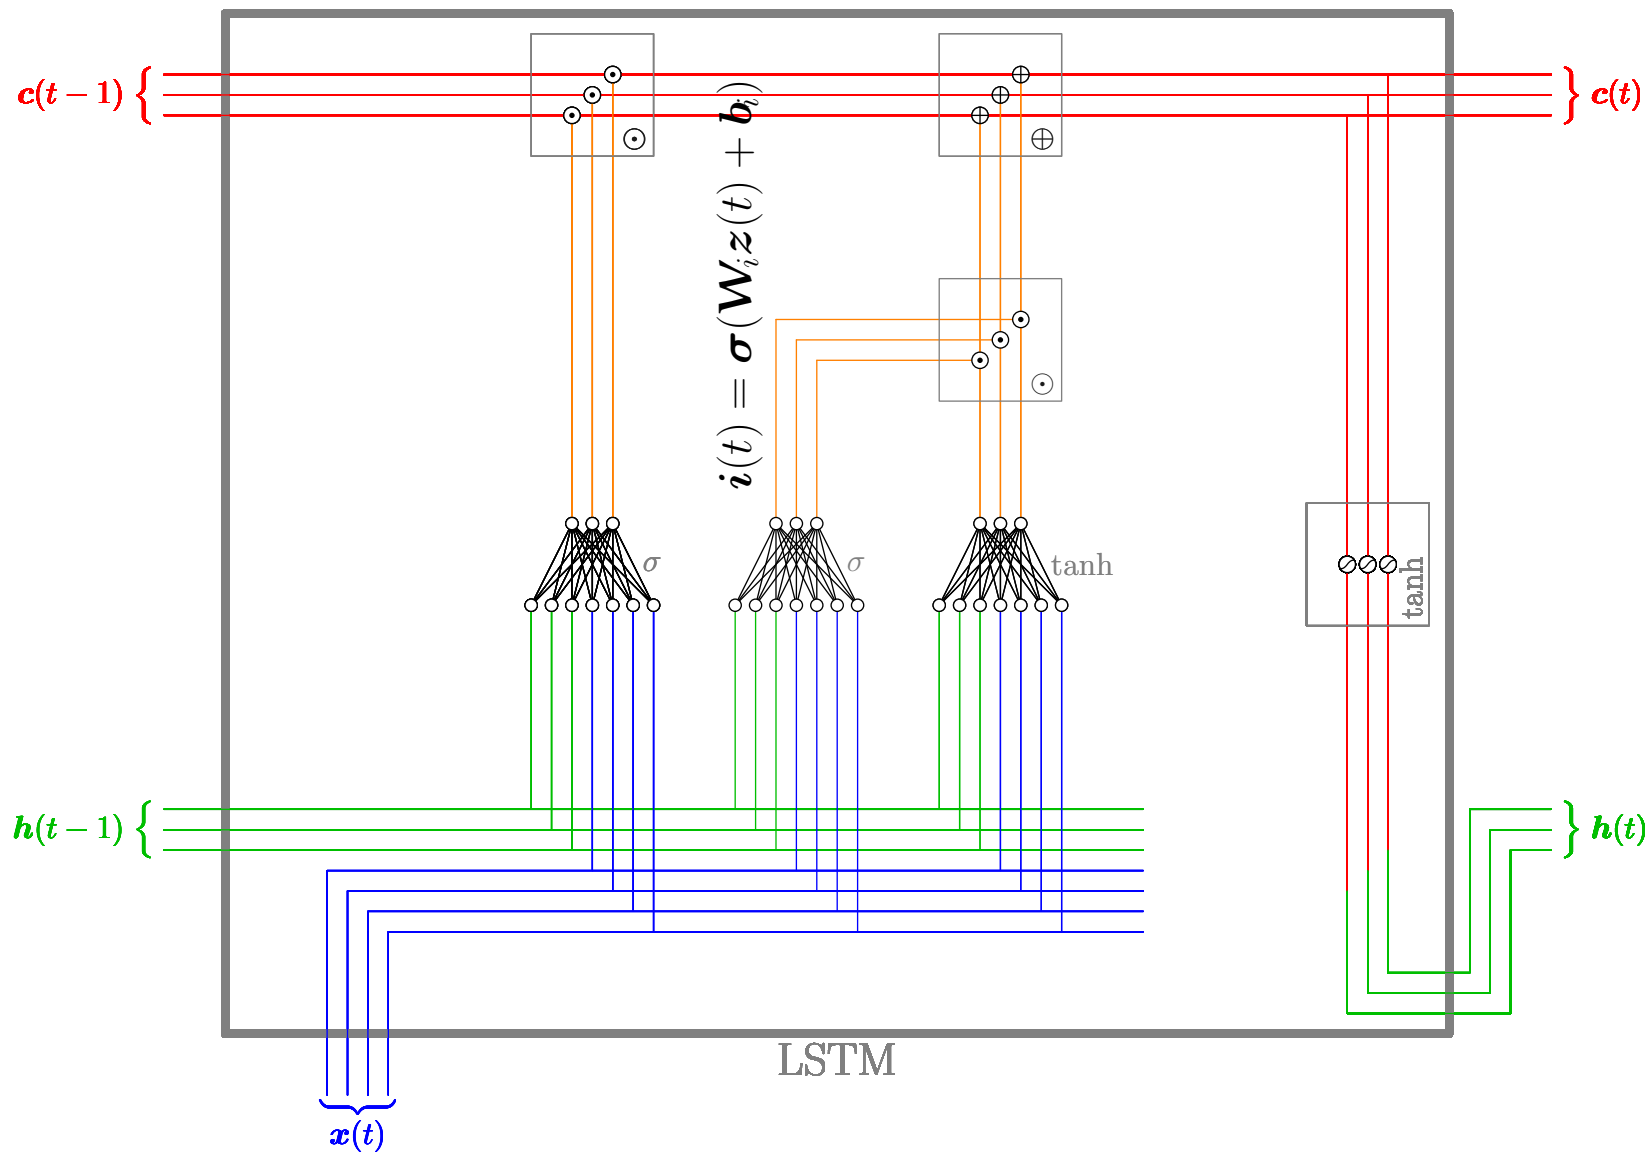 c(t − 1)
c(t)
i(t) = σ(W_i z(t) + b_i)
σ
σ
tanh
tanh
h(t − 1)
h(t)
LSTM
x(t)